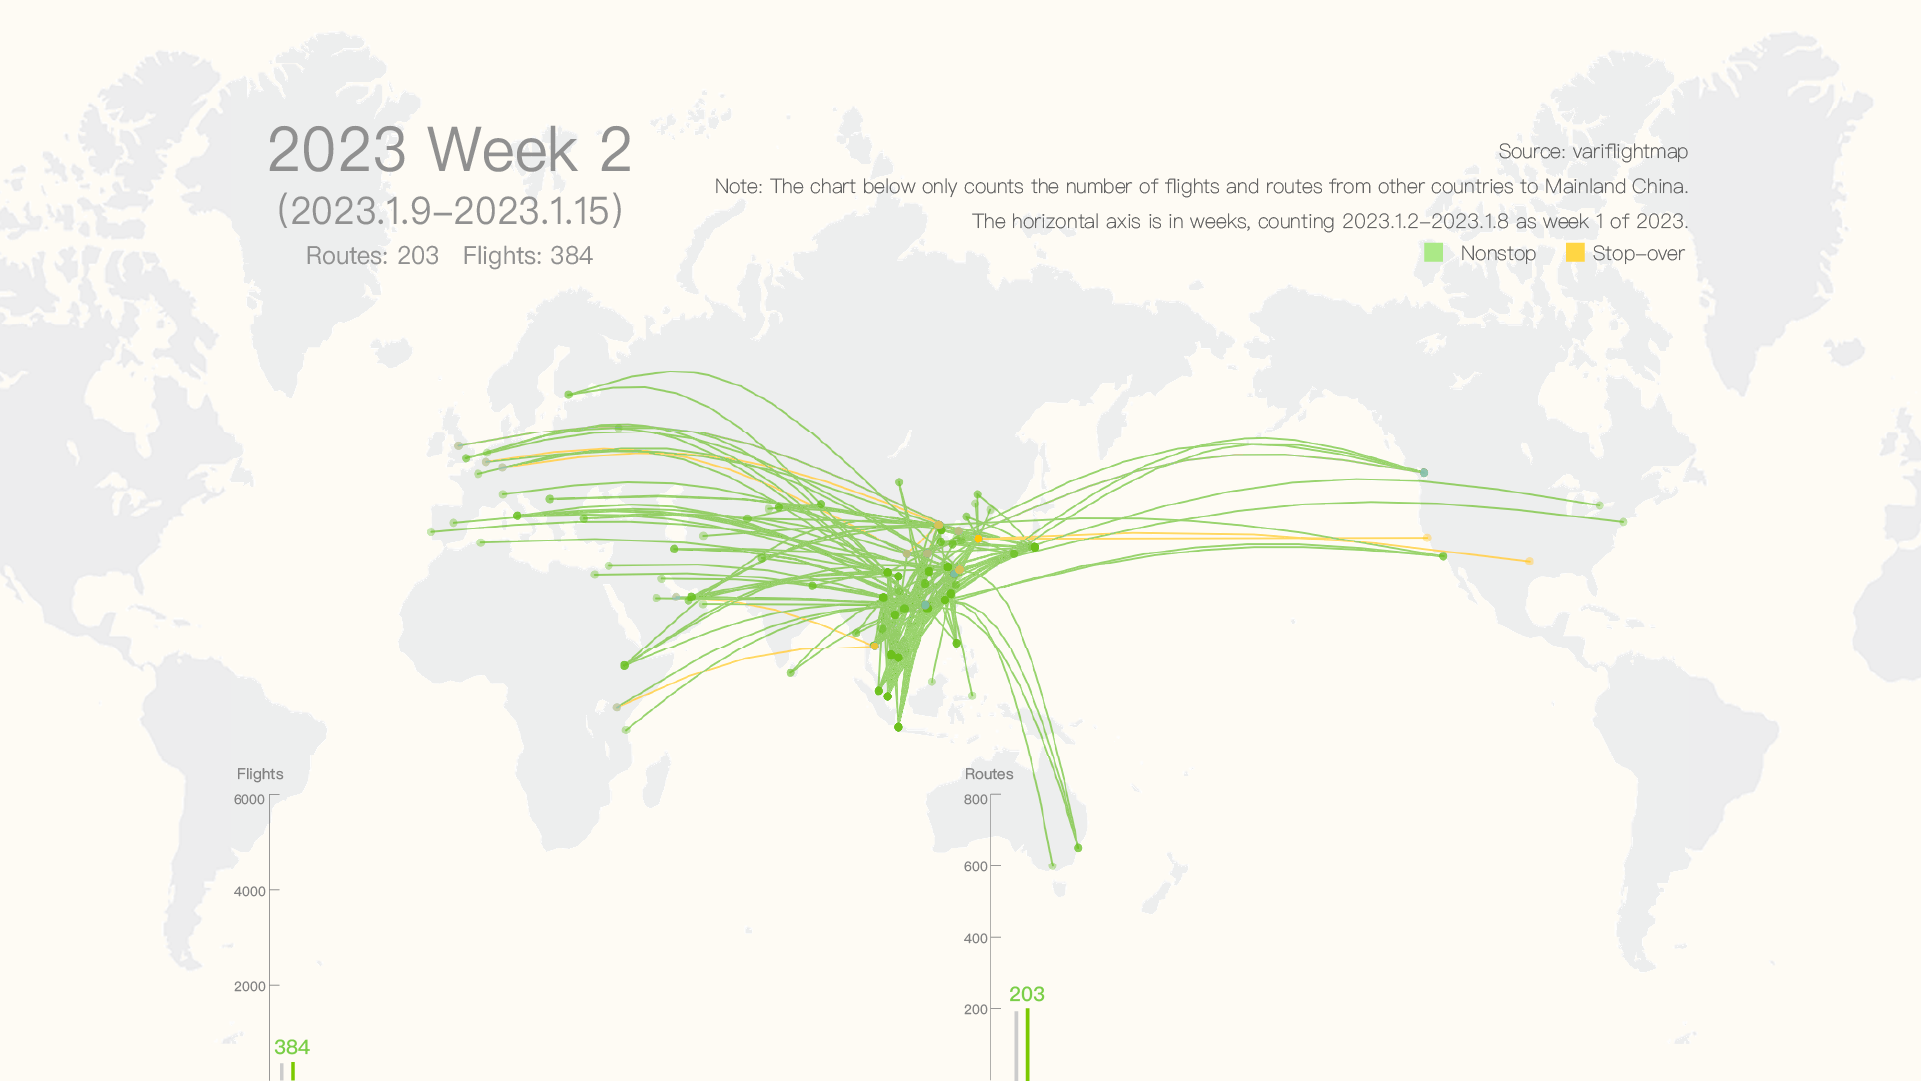 2023 Week 2
(2023.1.9–2023.1.15)
Routes: 203 Flights: 384
Source: variflightmap
Note: The chart below only counts the number of flights and routes from other countries to Mainland China.
The horizontal axis is in weeks, counting 2023.1.2–2023.1.8 as week 1 of 2023.
Nonstop Stop–over
Flights
6000
4000
2000
384
Routes
800
600
400
200
203